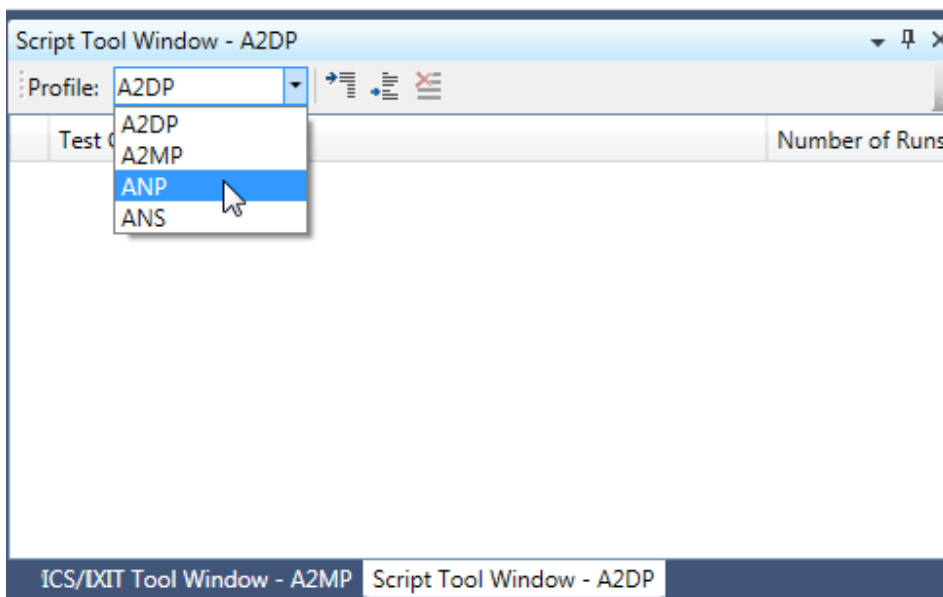 Script Tool Window - A2DP
Profile: A2DP
A2DP
A2MP
ANP
ANS
Test
Number of Runs
ICS/IXIT Tool Window - A2MP Script Tool Window - A2DP